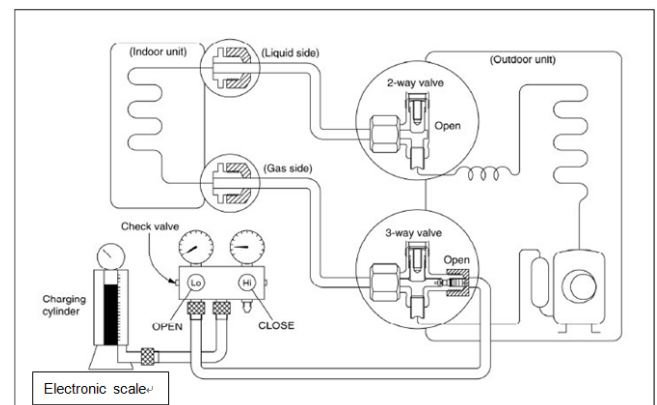 (Indoor unit)
(Liquid side)
(Outdoor unit)
2-way valve
Open
(Gas side)
3-way valve
Open
Check valve
Lo
Hi
Charging
cylinder
OPEN
CLOSE
Electronic scale